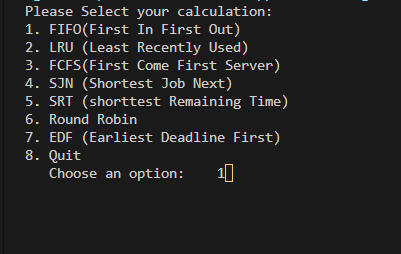 Please Select your calculation:
1. FIFO(First In First Out)
2. LRU (Least Recently Used)
3. FCFS(First Come First Server)
4. SJN (Shortest Job Next)
5. SRT (shorttest Remaining Time)
6. Round Robin
7. EDF (Earliest Deadline First)
8. Quit
Choose an option: 1